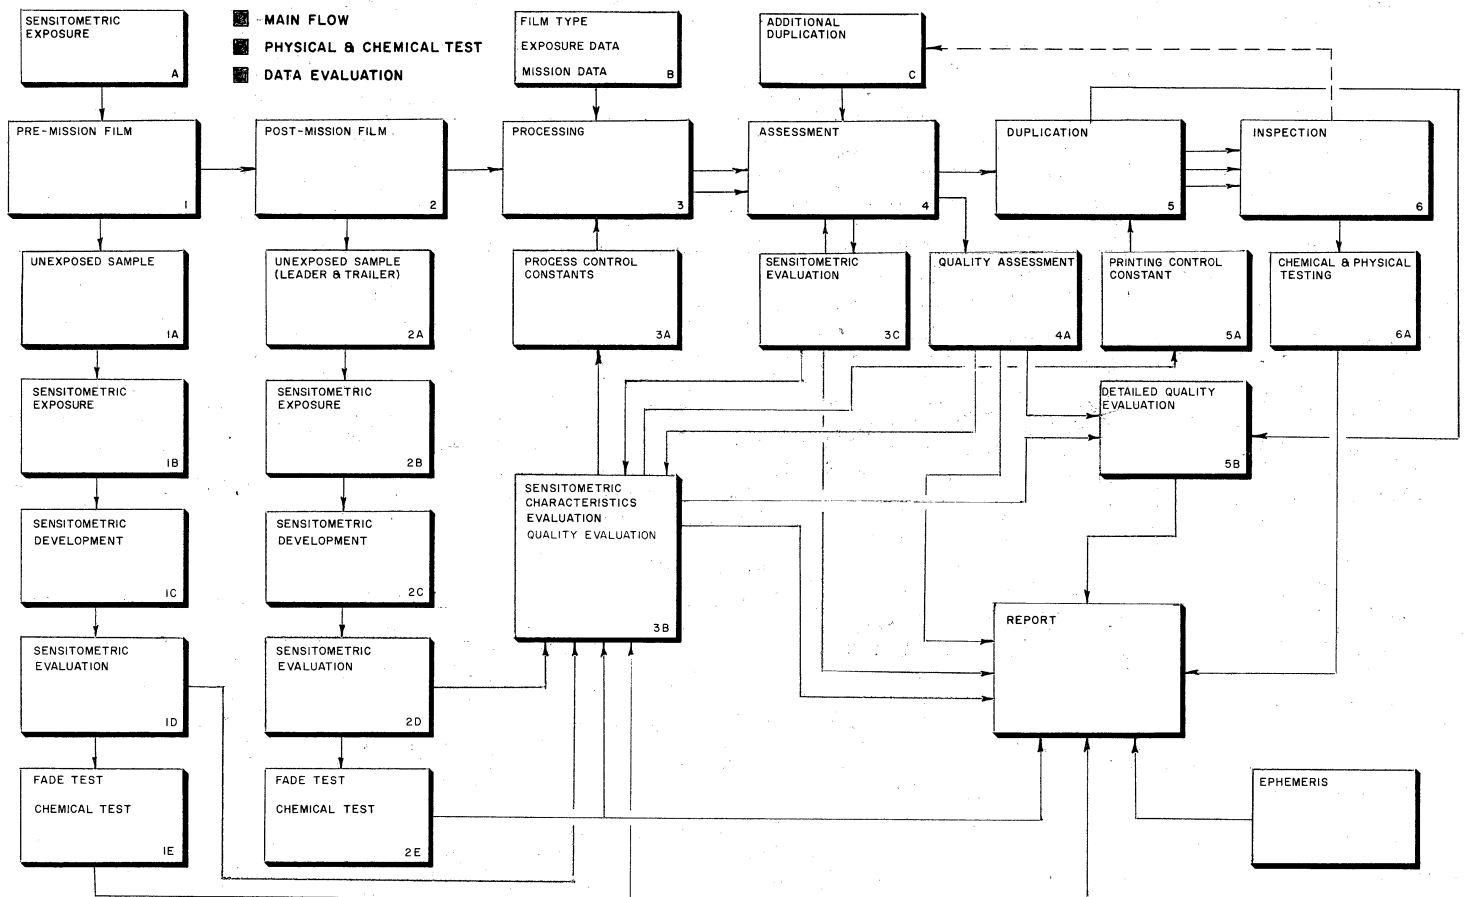 SENSITOMETRIC
EXPOSURE
A
MAIN FLOW
PHYSICAL & CHEMICAL TEST
DATA EVALUATION
FILM TYPE
EXPOSURE DATA
MISSION DATA
B
ADDITIONAL
DUPLICATION
C
PRE-MISSION FILM
1
POST-MISSION FILM
2
PROCESSING
3
ASSESSMENT
4
DUPLICATION
5
INSPECTION
6
UNEXPOSED SAMPLE
1A
UNEXPOSED SAMPLE
(LEADER & TRAILER)
2A
PROCESS CONTROL
CONSTANTS
3A
SENSITOMETRIC
EVALUATION
3C
QUALITY ASSESSMENT
4A
PRINTING CONTROL
CONSTANT
5A
CHEMICAL & PHYSICAL
TESTING
6A
SENSITOMETRIC
EXPOSURE
1B
SENSITOMETRIC
EXPOSURE
2B
DETAILED QUALITY
EVALUATION
5B
SENSITOMETRIC
DEVELOPMENT
1C
SENSITOMETRIC
DEVELOPMENT
2C
SENSITOMETRIC
CHARACTERISTICS
EVALUATION
QUALITY EVALUATION
3B
SENSITOMETRIC
EVALUATION
1D
SENSITOMETRIC
EVALUATION
2D
REPORT
FADE TEST
CHEMICAL TEST
1E
FADE TEST
CHEMICAL TEST
2E
EPHEMERIS